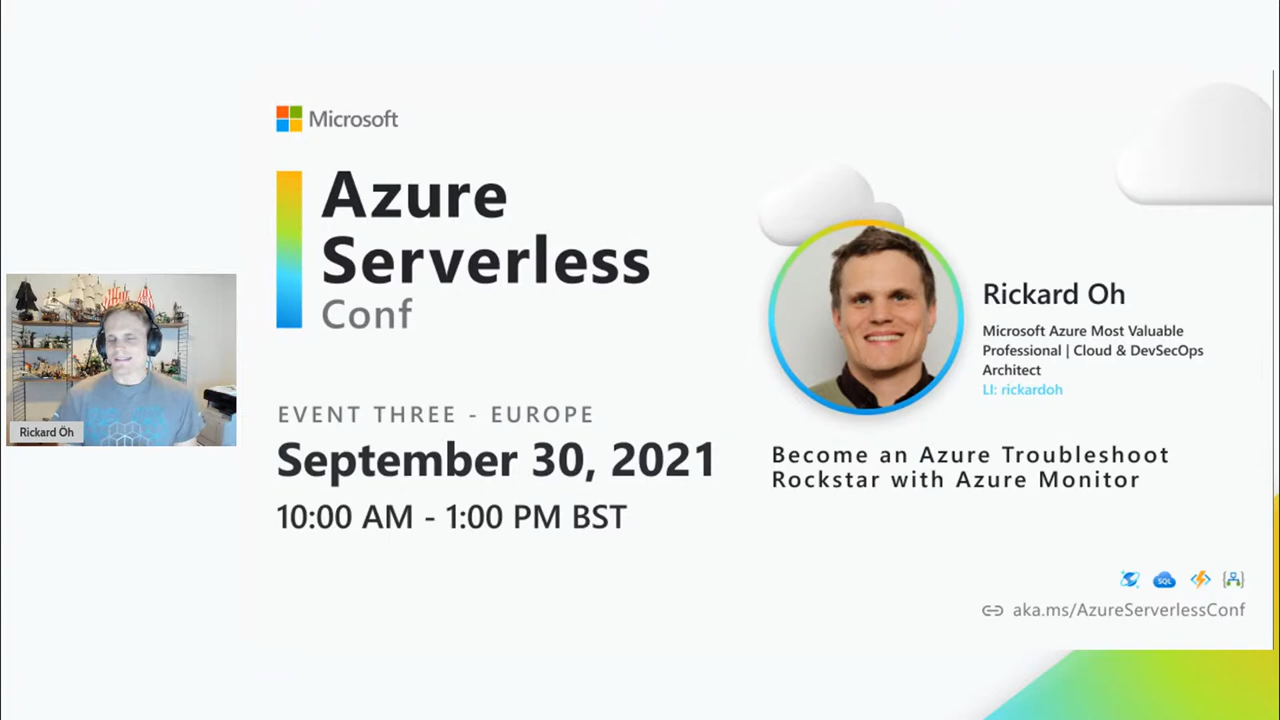 Microsoft
Azure
Serverless
Conf
EVENT THREE - EUROPE
September 30, 2021
10:00 AM - 1:00 PM BST
Rickard Öh
Rickard Oh
Microsoft Azure Most Valuable
Professional | Cloud & DevSecOps
Architect
LI: rickardoh
Become an Azure Troubleshoot
Rockstar with Azure Monitor
SQL
aka.ms/AzureServerlessConf